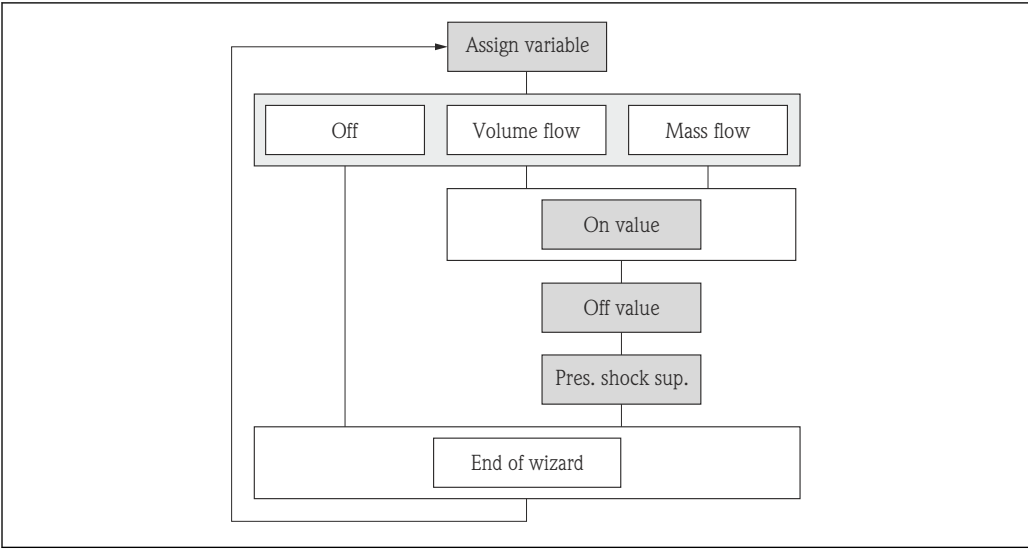 Assign variable
Off
Volume flow
Mass flow
On value
Off value
Pres. shock sup.
End of wizard